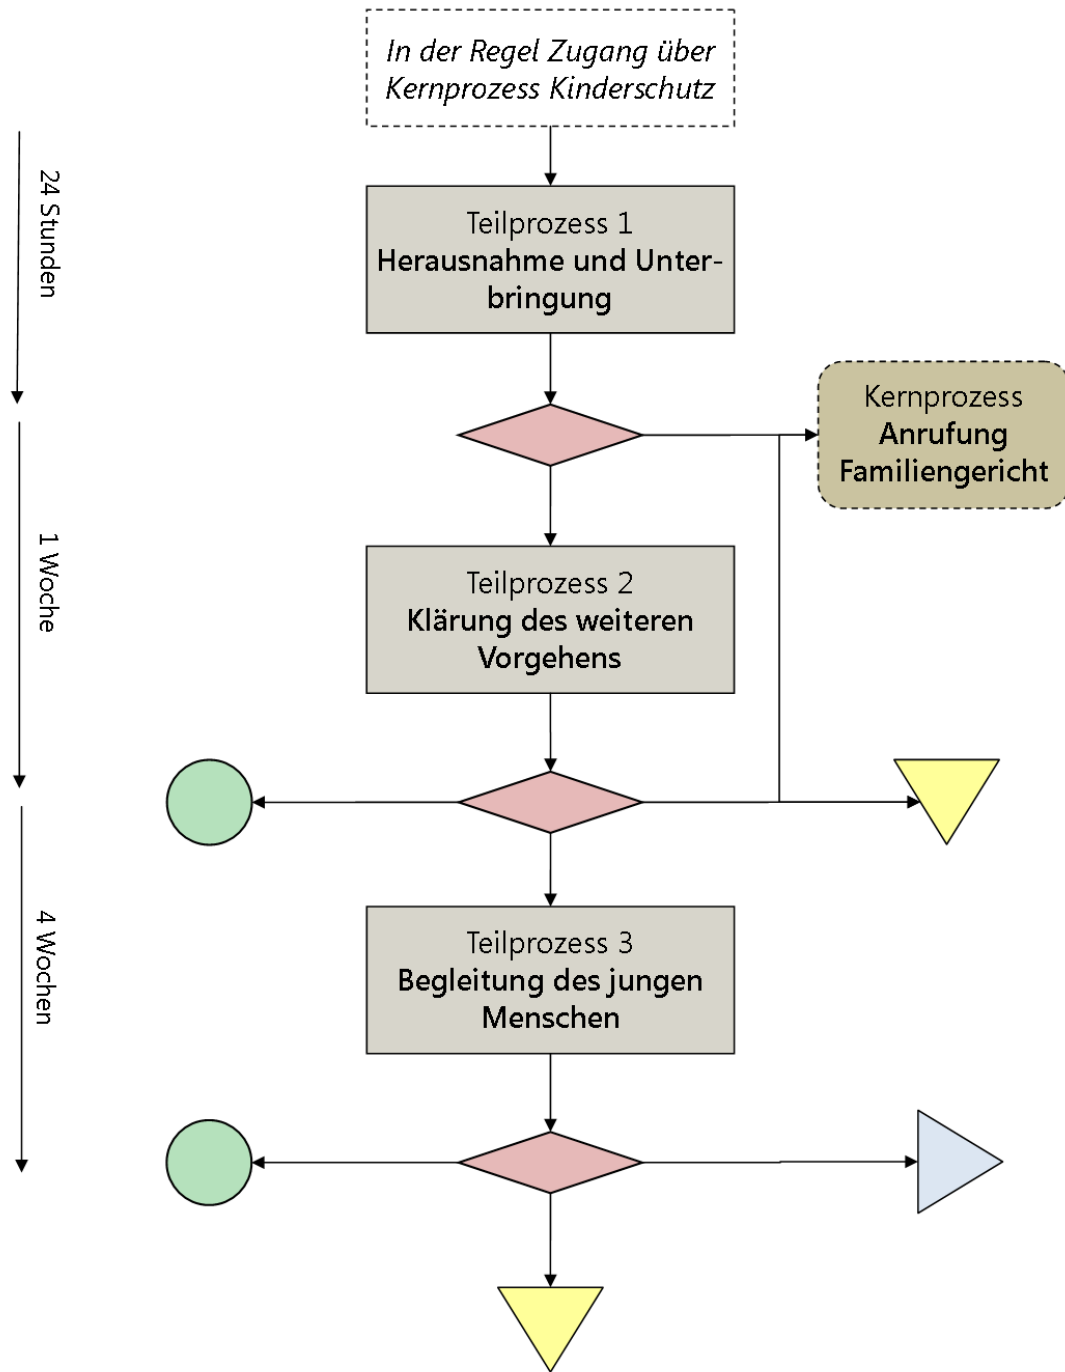 In der Regel Zugang über
Kernprozess Kinderschutz
24 Stunden
Teilprozess 1
Herausnahme und Unter-
bringung
Kernprozess
Anrufung
Familiengericht
1 Woche
Teilprozess 2
Klärung des weiteren
Vorgehens
4 Wochen
Teilprozess 3
Begleitung des jungen
Menschen